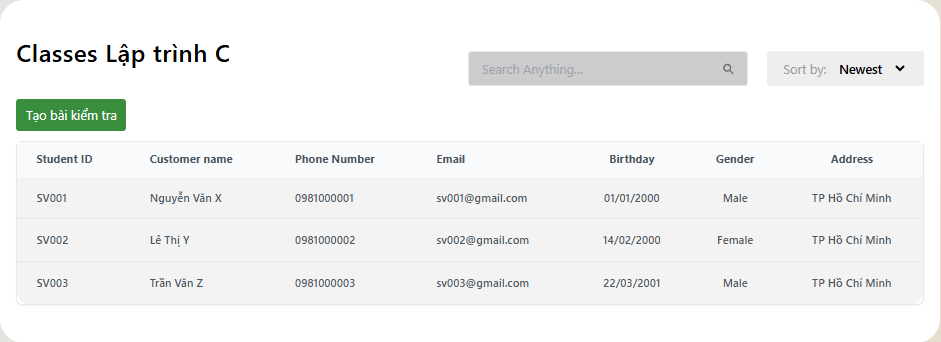 Classes Lập trình C
Search Anything...
Sort by: Newest
Tạo bài kiểm tra
Student ID Customer name Phone Number Email Birthday Gender Address
SV001 Nguyễn Văn X 0981000001 sv001@gmail.com 01/01/2000 Male TP Hồ Chí Minh
SV002 Lê Thị Y 0981000002 sv002@gmail.com 14/02/2000 Female TP Hồ Chí Minh
SV003 Trần Văn Z 0981000003 sv003@gmail.com 22/03/2001 Male TP Hồ Chí Minh